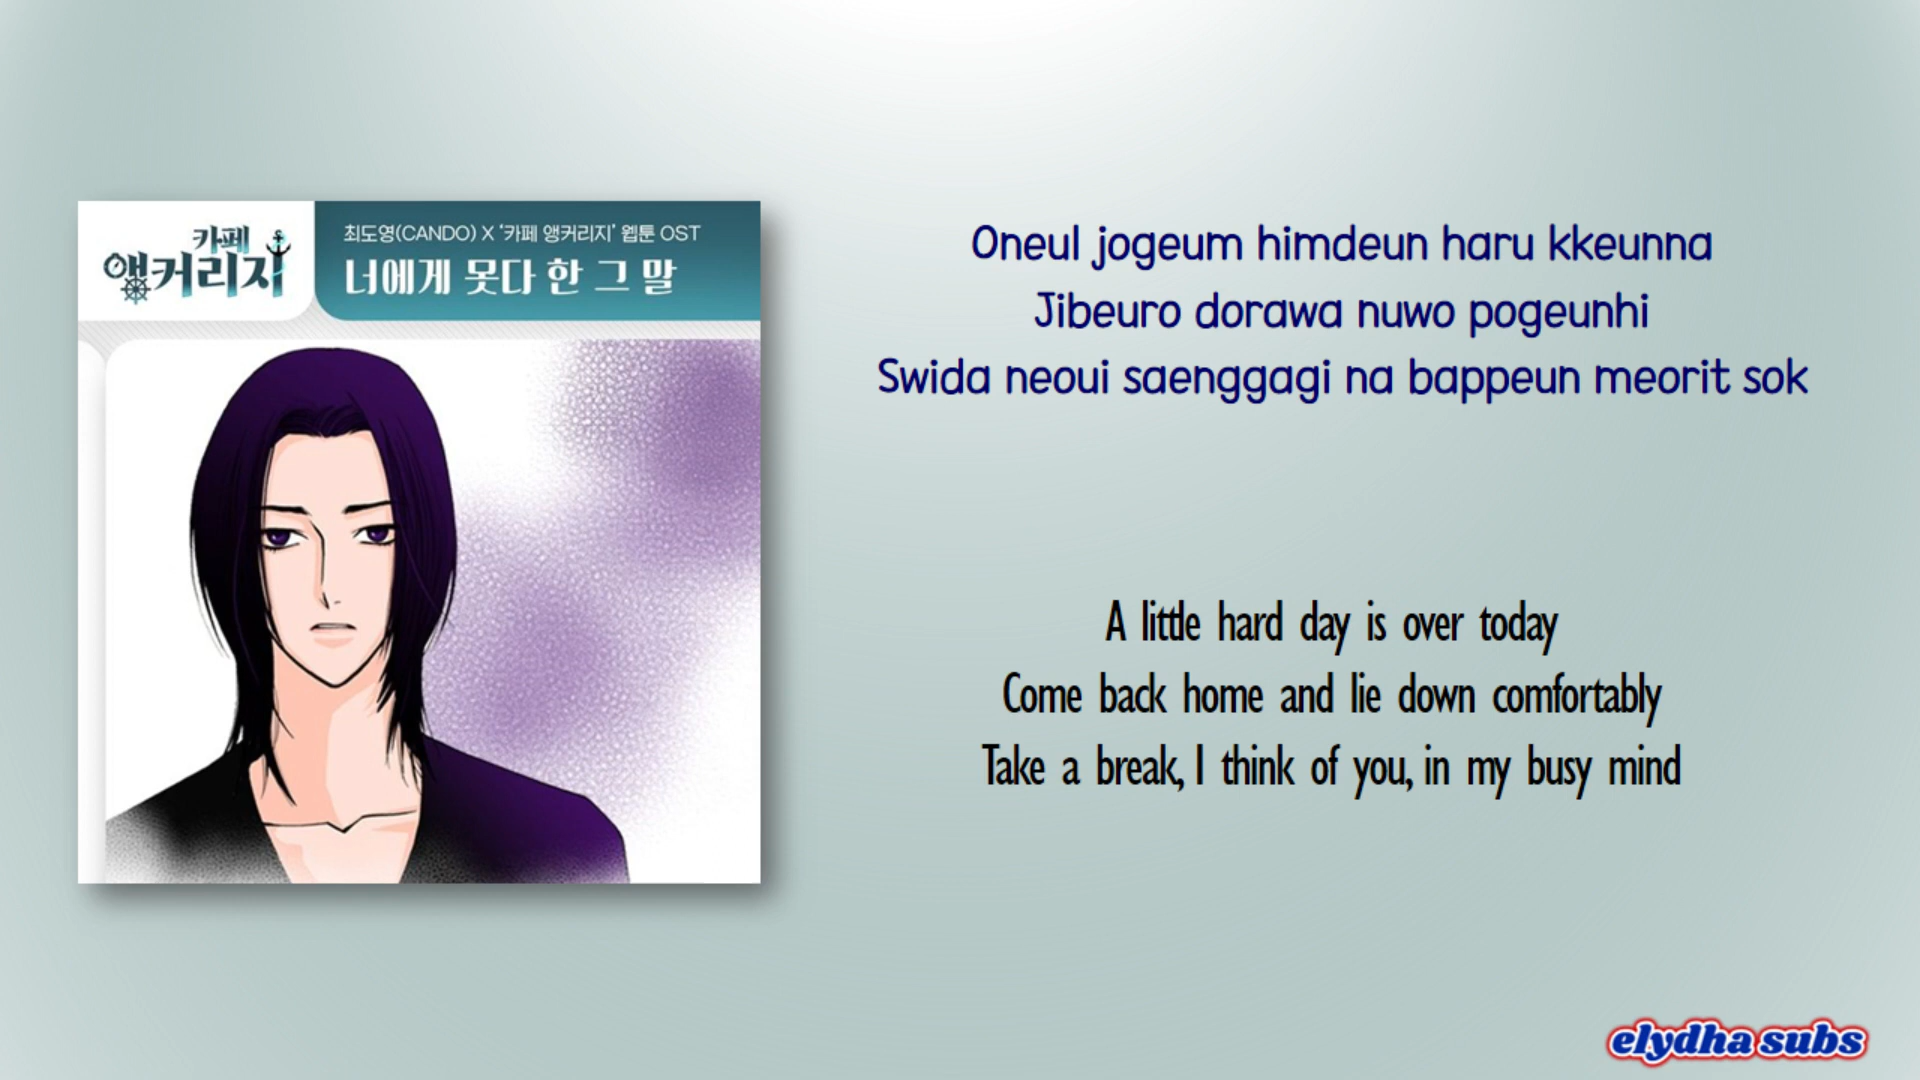 카페
앵커리지
최도영(CANDO) X '카페 앵커리지' 웹툰 OST
너에게 못다 한 그 말
Oneul jogeum himdeun haru kkeunna
Jibeuro dorawa nuwo pogeunhi
Swida neoui saenggagi na bappeun meorit sok
A little hard day is over today
Come back home and lie down comfortably
Take a break, I think of you, in my busy mind
elydha subs